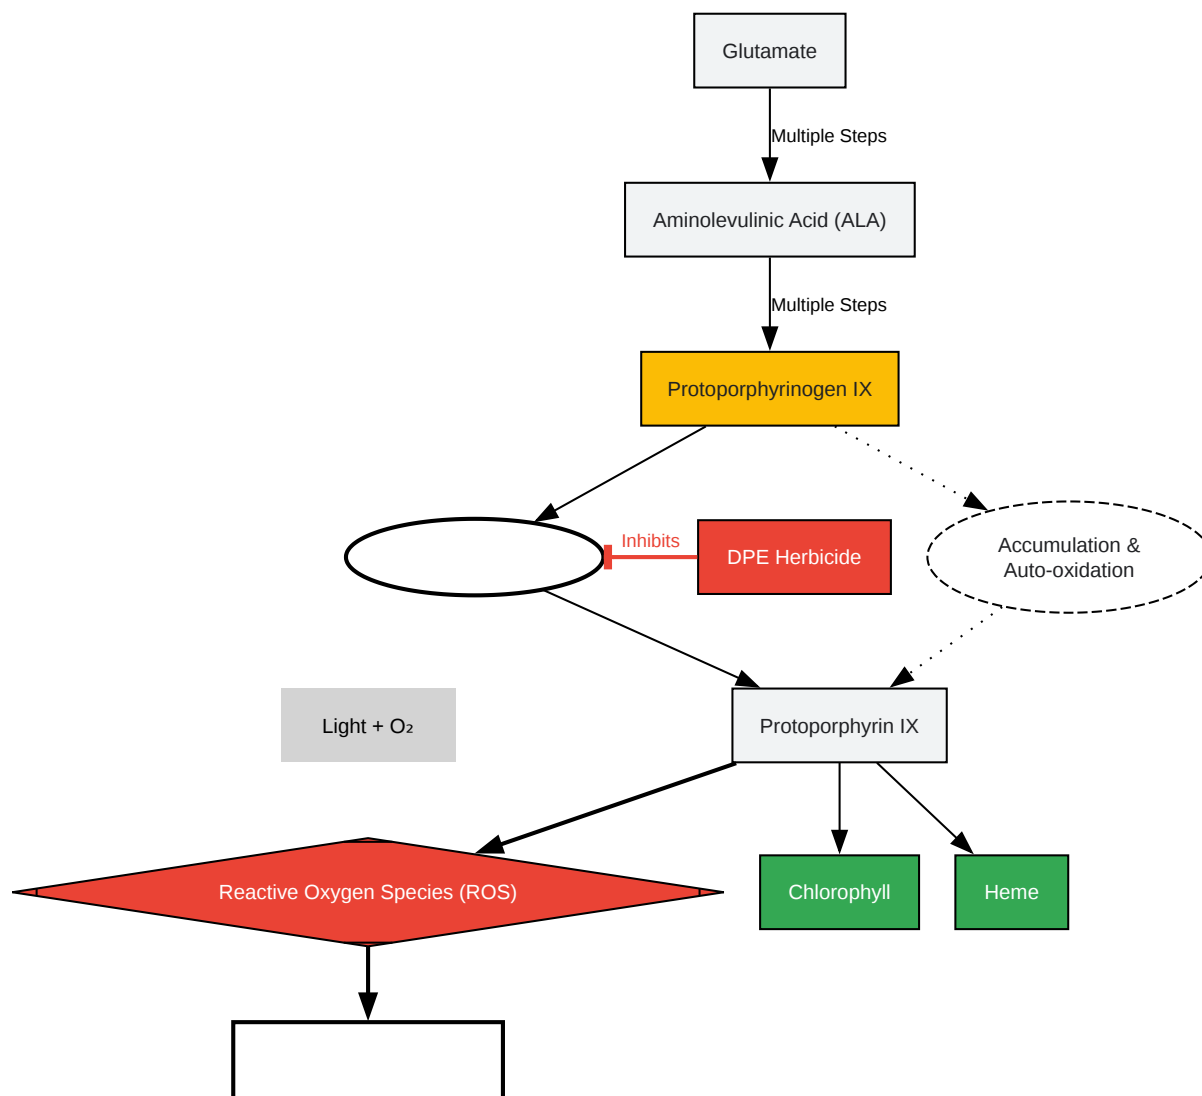 Glutamate
Multiple Steps
Aminolevulinic Acid (ALA)
Multiple Steps
Protoporphyrinogen IX
Inhibits
DPE Herbicide
Accumulation &
Auto-oxidation
Light + O₂
Protoporphyrin IX
Reactive Oxygen Species (ROS)
Chlorophyll
Heme